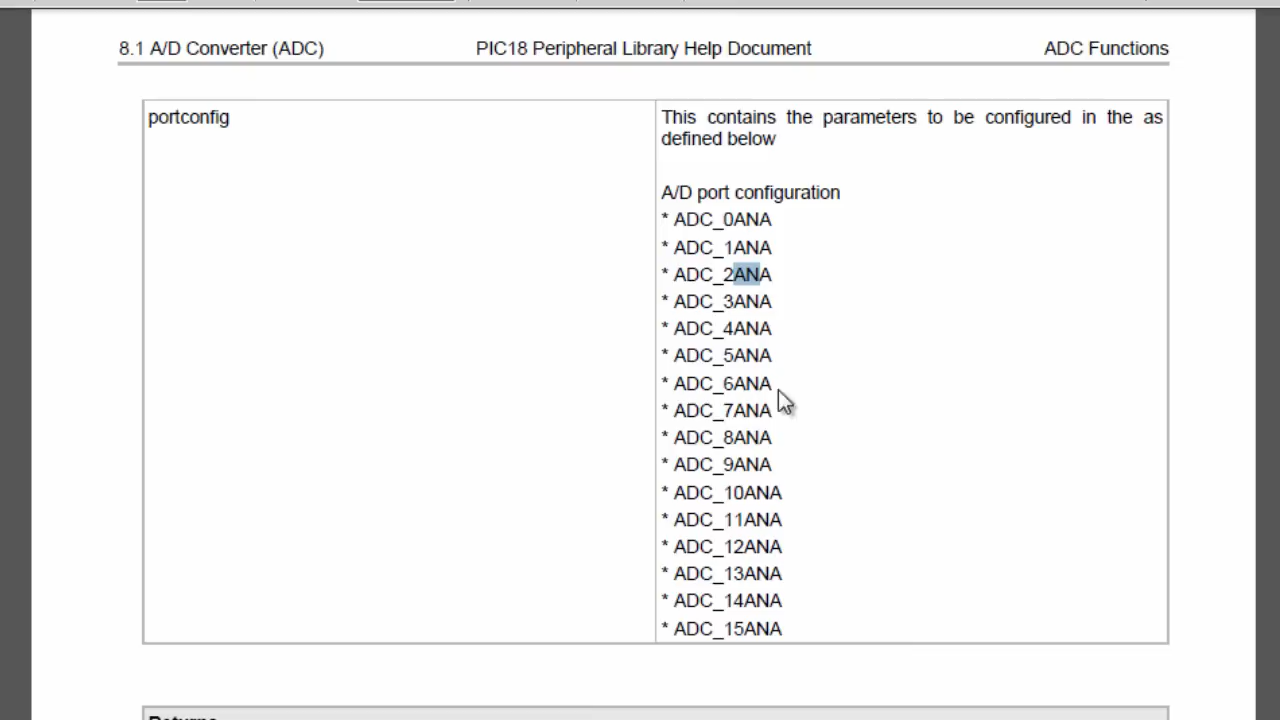 8.1 A/D Converter (ADC) PIC18 Peripheral Library Help Document ADC Functions
portconfig
This contains the parameters to be configured in the as
defined below
A/D port configuration
* ADC_0ANA
* ADC_1ANA
* ADC_2ANA
* ADC_3ANA
* ADC_4ANA
* ADC_5ANA
* ADC_6ANA
* ADC_7ANA
* ADC_8ANA
* ADC_9ANA
* ADC_10ANA
* ADC_11ANA
* ADC_12ANA
* ADC_13ANA
* ADC_14ANA
* ADC_15ANA
Returns